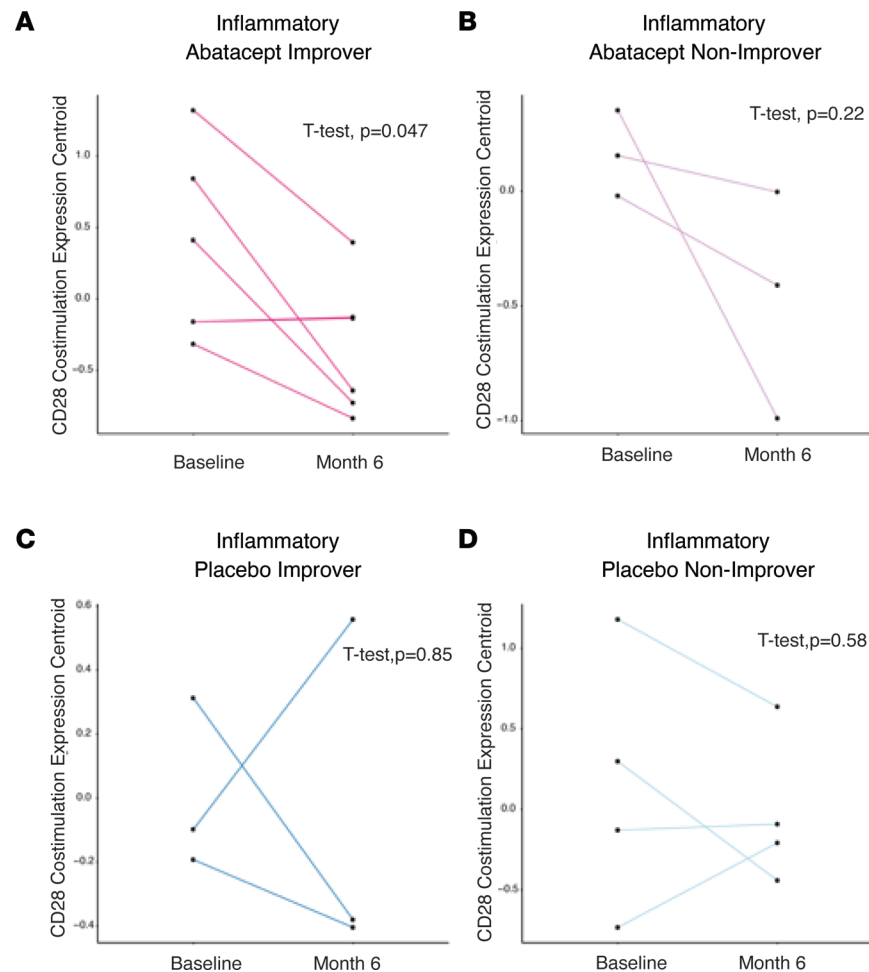 A
Inflammatory
Abatacept Improver
CD28 Costimulation Expression Centroid
T-test, p=0.047
1.0
0.5
0.0
−0.5
Baseline
Month 6
B
Inflammatory
Abatacept Non-Improver
CD28 Costimulation Expression Centroid
T-test, p=0.22
0.0
−0.5
−1.0
Baseline
Month 6
C
Inflammatory
Placebo Improver
CD28 Costimulation Expression Centroid
T-test,p=0.85
0.6
0.4
0.2
0.0
−0.2
−0.4
Baseline
Month 6
D
Inflammatory
Placebo Non-Improver
CD28 Costimulation Expression Centroid
T-test,p=0.58
1.0
0.5
0.0
−0.5
Baseline
Month 6